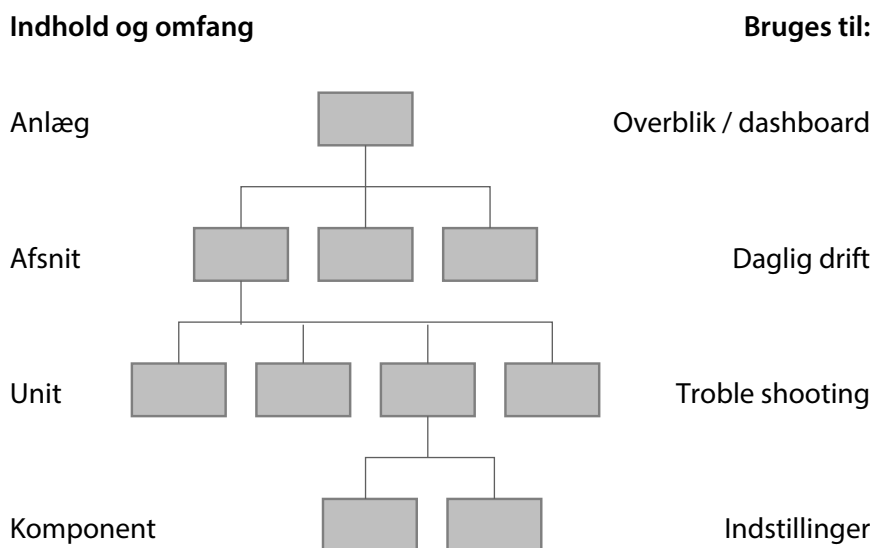 Indhold og omfang Bruges til:
Anlæg Overblik / dashboard
Afsnit Daglig drift
Unit Troble shooting
Komponent Indstillinger